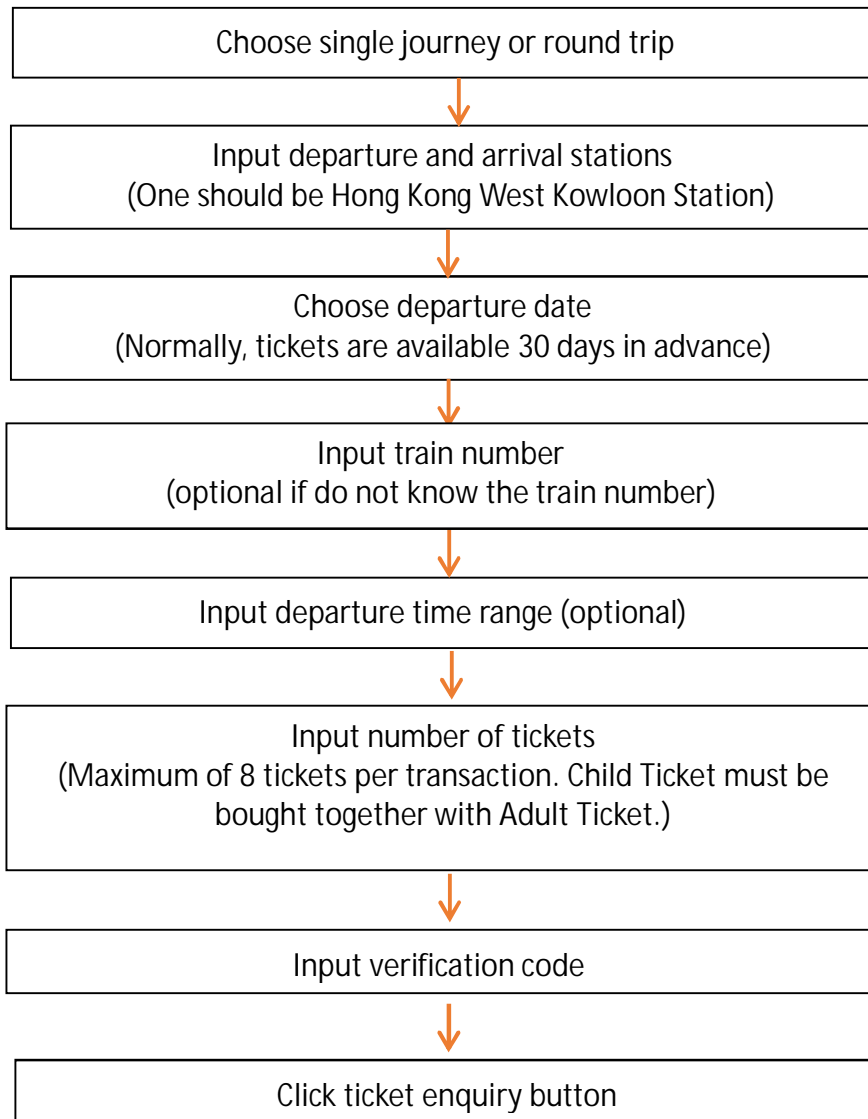 Choose single journey or round trip
Input departure and arrival stations
(One should be Hong Kong West Kowloon Station)
Choose departure date
(Normally, tickets are available 30 days in advance)
Input train number
(optional if do not know the train number)
Input departure time range (optional)
Input number of tickets
(Maximum of 8 tickets per transaction. Child Ticket must be
bought together with Adult Ticket.)
Input verification code
Click ticket enquiry button